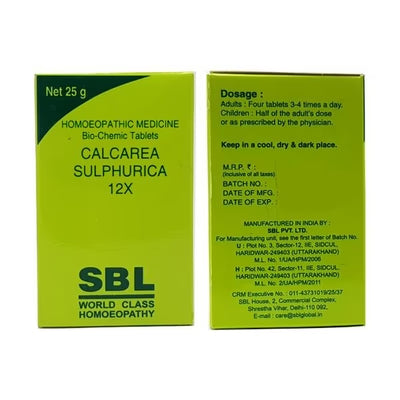 Net 25 g
HOMOEOPATHIC MEDICINE
Bio-Chemic Tablets
CALCAREA
SULPHURICA
12X
SBL
WORLD CLASS
HOMOEOPATHY
Dosage :
Adults : Four tablets 3-4 times a day.
Children : Half of the adult's dose
or as prescribed by the physician.
Keep in a cool, dry & dark place.
M.R.P. ₹ :
(Inclusive of all taxes)
BATCH NO. :
DATE OF MFG. :
DATE OF EXP. :
MANUFACTURED IN INDIA BY :
SBL PVT. LTD.
For Manufacturing unit, see the first letter of Batch No.
U : Plot No. 3, Sector-12, IIE, SIDCUL,
Haridwar-249403 (UTTARAKHAND)
M.L. No. 1/UA/HPM/2006
H : Plot No. 42, Sector-11, IIE, SIDCUL,
Haridwar-249403 (UTTARAKHAND)
M.L. No. : 2/UA/HPM/2011
CRM Executive No. : 011-43731019/25/37
SBL House, 2, Commercial Complex,
Shrestha Vihar, Delhi-110 092,
E-mail : care@sblglobal.in